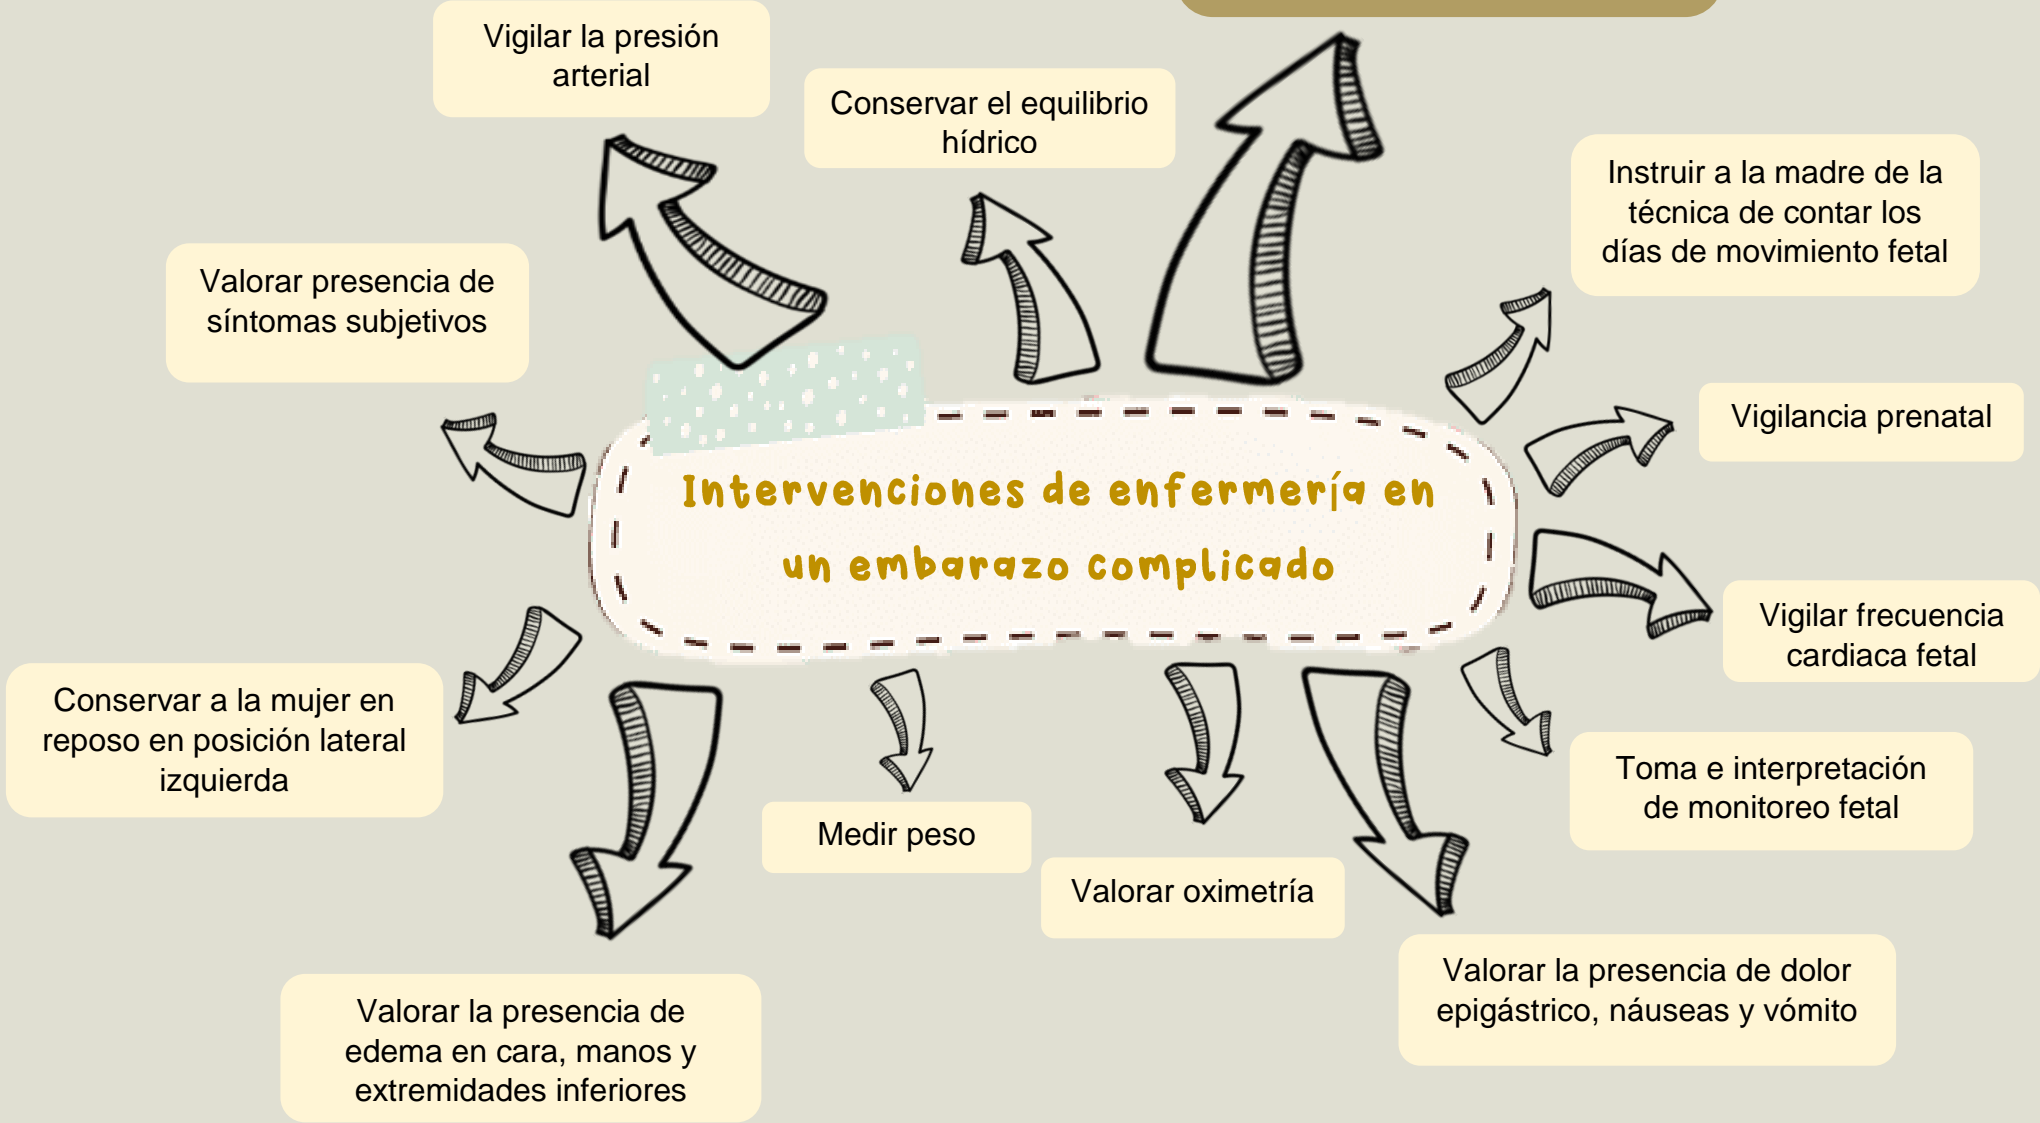 Vigilar la presión
arterial
Conservar el equilibrio
hídrico
Instruir a la madre de la
técnica de contar los
días de movimiento fetal
Valorar presencia de
síntomas subjetivos
Vigilancia prenatal
Intervenciones de enfermería en
un embarazo complicado
Vigilar frecuencia
cardiaca fetal
Conservar a la mujer en
reposo en posición lateral
izquierda
Toma e interpretación
de monitoreo fetal
Medir peso
Valorar oximetría
Valorar la presencia de dolor
epigástrico, náuseas y vómito
Valorar la presencia de
edema en cara, manos y
extremidades inferiores